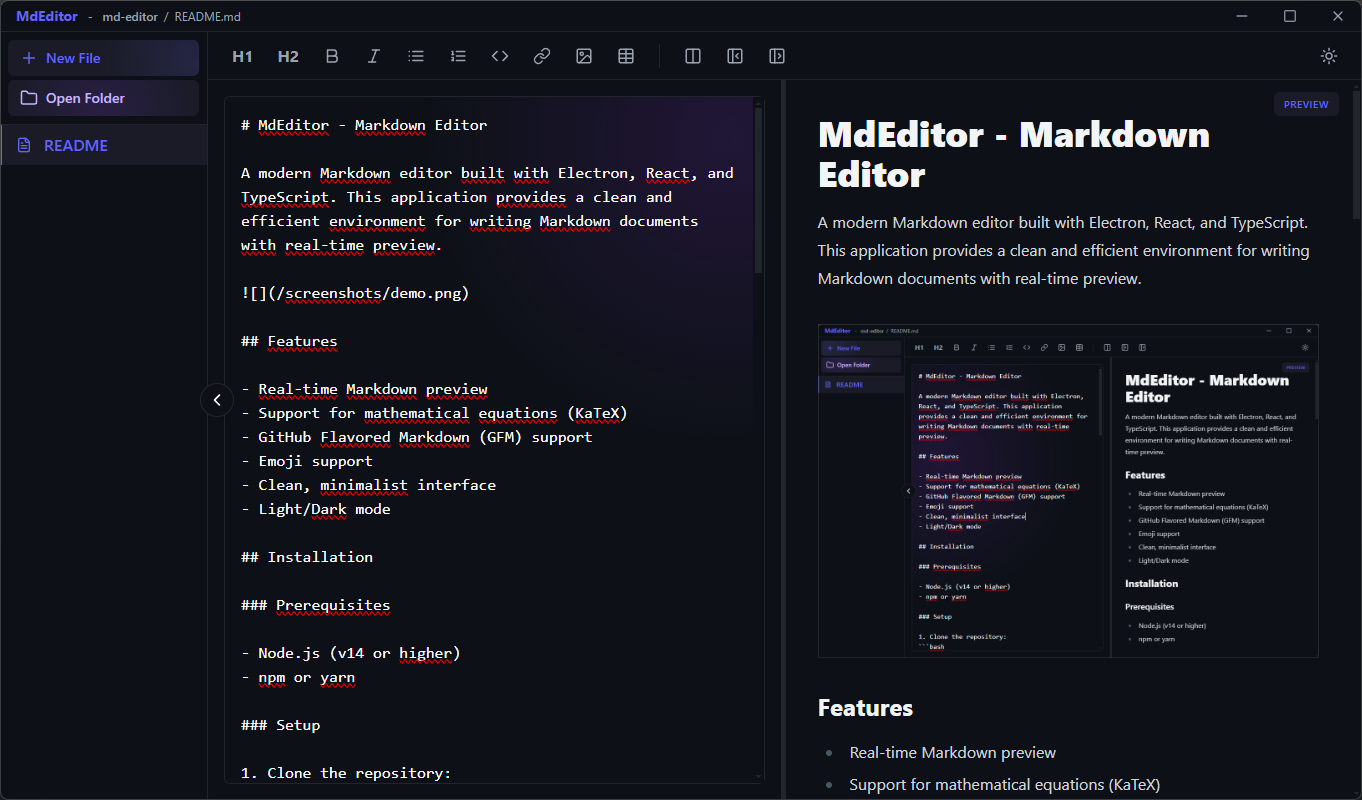 MdEditor - md-editor / README.md
New File
Open Folder
README
H1 H2
# MdEditor - Markdown Editor
A modern Markdown editor built with Electron, React, and
TypeScript. This application provides a clean and
efficient environment for writing Markdown documents
with real-time preview.
![](/screenshots/demo.png)
## Features
- Real-time Markdown preview
- Support for mathematical equations (KaTeX)
- GitHub Flavored Markdown (GFM) support
- Emoji support
- Clean, minimalist interface
- Light/Dark mode
## Installation
### Prerequisites
- Node.js (v14 or higher)
- npm or yarn
### Setup
1. Clone the repository:
PREVIEW
MdEditor - Markdown
Editor
A modern Markdown editor built with Electron, React, and TypeScript.
This application provides a clean and efficient environment for writing
Markdown documents with real-time preview.
MdEditor - md-editor / README.md
New File
Open Folder
README
H1 H2
# MdEditor - Markdown Editor
A modern Markdown editor built with Electron,
React, and TypeScript. This application
provides a clean and efficient environment for
writing Markdown documents with real-time
preview.
## Features
- Real-time Markdown preview
- Support for mathematical equations (KaTeX)
- GitHub Flavored Markdown (GFM) support
- Emoji support
- Clean, minimalist interface
- Light/Dark mode
## Installation
### Prerequisites
- Node.js (v14 or higher)
- npm or yarn
### Setup
1. Clone the repository:
```bash
PREVIEW
MdEditor - Markdown
Editor
A modern Markdown editor built with Electron, React, and
TypeScript. This application provides a clean and efficient
environment for writing Markdown documents with real-
time preview.
Features
Real-time Markdown preview
Support for mathematical equations (KaTeX)
GitHub Flavored Markdown (GFM) support
Emoji support
Clean, minimalist interface
Light/Dark mode
Installation
Prerequisites
Node.js (v14 or higher)
npm or yarn
Features
Real-time Markdown preview
Support for mathematical equations (KaTeX)